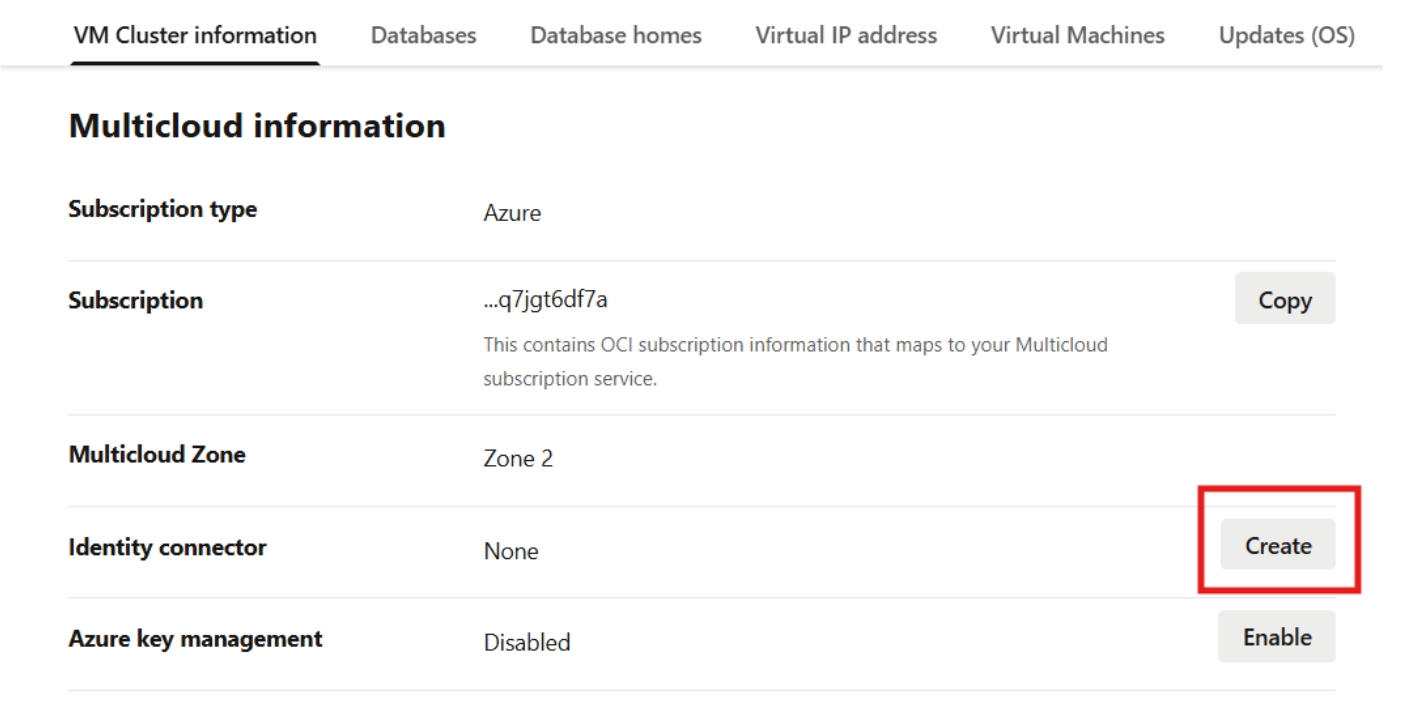 VM Cluster information Databases Database homes Virtual IP address Virtual Machines Updates (OS)
Multicloud information
Subscription type Azure
Subscription ...q7jgt6df7a Copy
This contains OCI subscription information that maps to your Multicloud
subscription service.
Multicloud Zone Zone 2
Identity connector None Create
Azure key management Disabled Enable